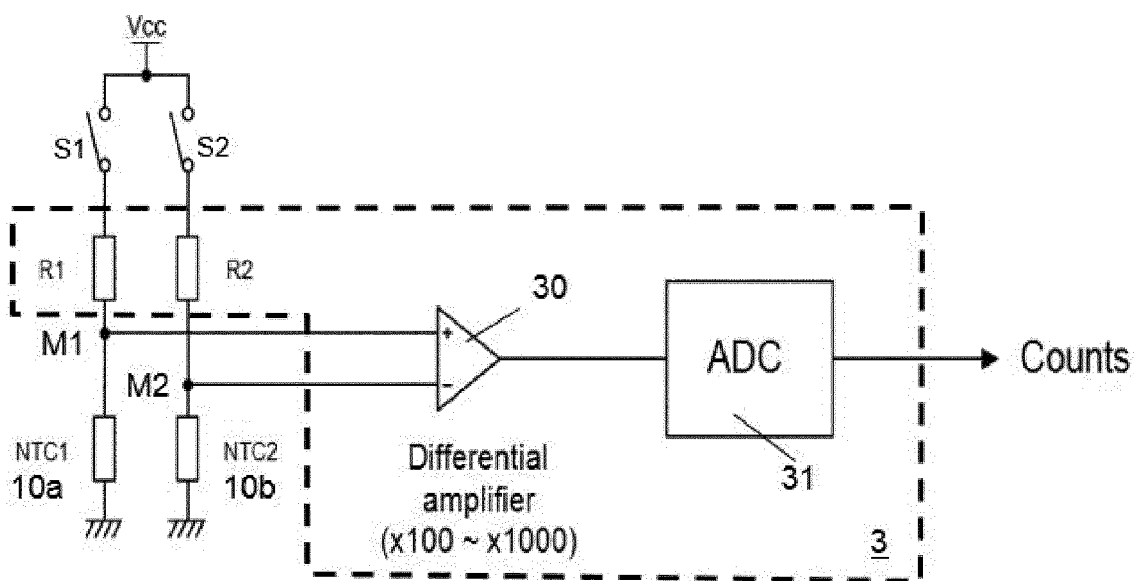 Vcc
S1
S2
R1
R2
30
M1
+
ADC
Counts
M2
−
NTC1
10a
NTC2
10b
Differential
amplifier
(x100 ~ x1000)
31
3